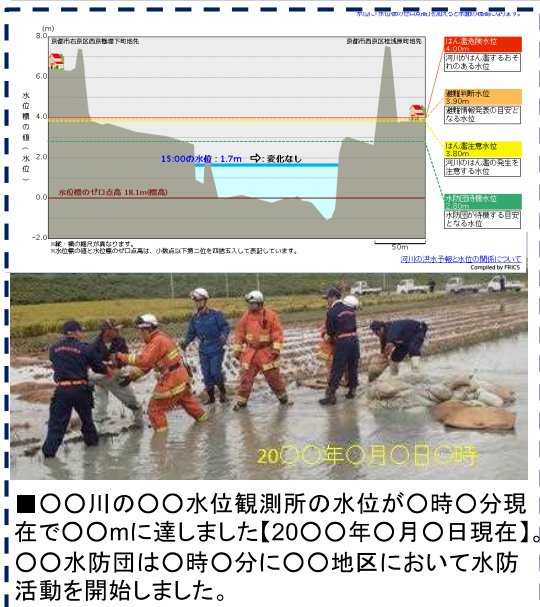 (m)
京都市右京区西京極堤下町地先
京都市西京区桂浅原町地先
8.0
6.0
4.0
2.0
0.0
−2.0
水位標の値(水位)
15:00の水位:1.7m ⇨:変化なし
水位標のゼロ点高 18.1m(標高)
はん濫危険水位
4.00m
河川がはん濫するおそ
れのある水位
避難判断水位
3.90m
避難情報発表の目安と
なる水位
はん濫注意水位
3.80m
河川のはん濫の発生を
注意する水位
水防団待機水位
2.80m
水防団が待機する目安
となる水位
50m
※縦・横の縮尺が異なります。
※水位標の値と水位標のゼロ点高は、小数点以下第二位を四捨五入して表記しています。
河川の洪水予報と水位の関係について
Compiled by FRICS
20〇〇年〇月〇日〇時
■〇〇川の〇〇水位観測所の水位が〇時〇分現
在で〇〇mに達しました【20〇〇年〇月〇日現在】。
〇〇水防団は〇時〇分に〇〇地区において水防
活動を開始しました。